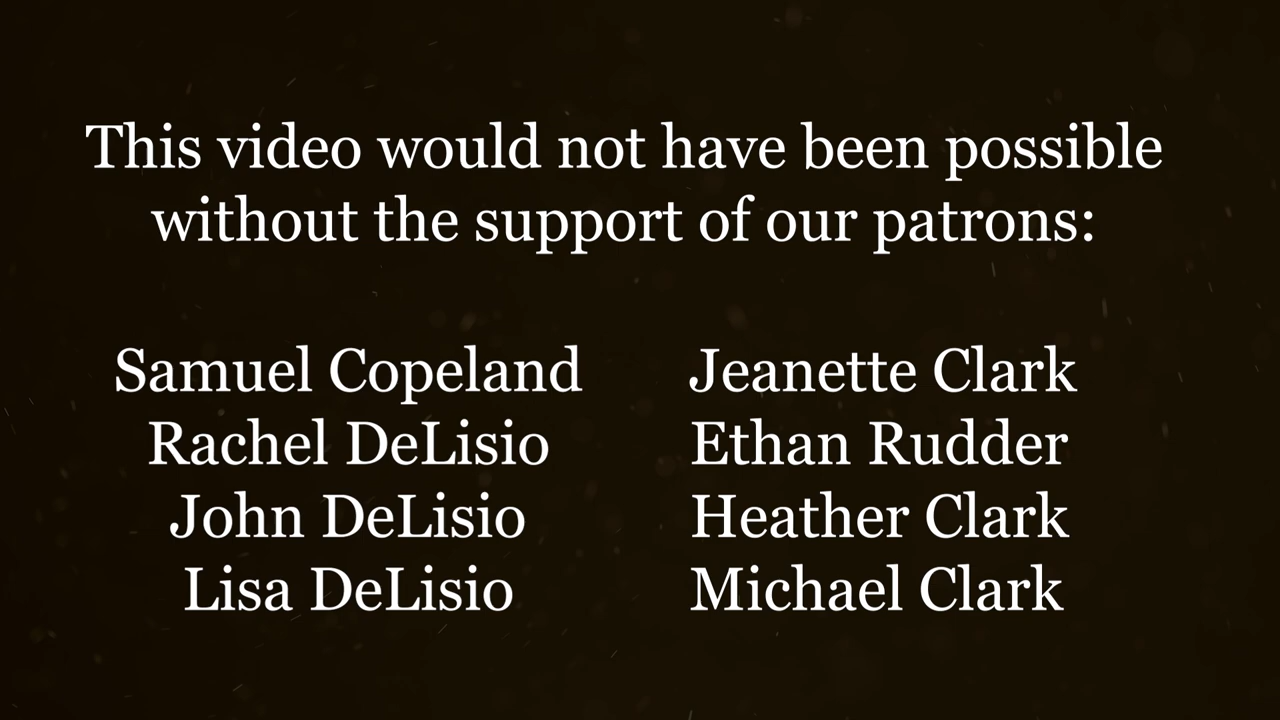 This video would not have been possible
without the support of our patrons:
Samuel Copeland
Rachel DeLisio
John DeLisio
Lisa DeLisio
Jeanette Clark
Ethan Rudder
Heather Clark
Michael Clark